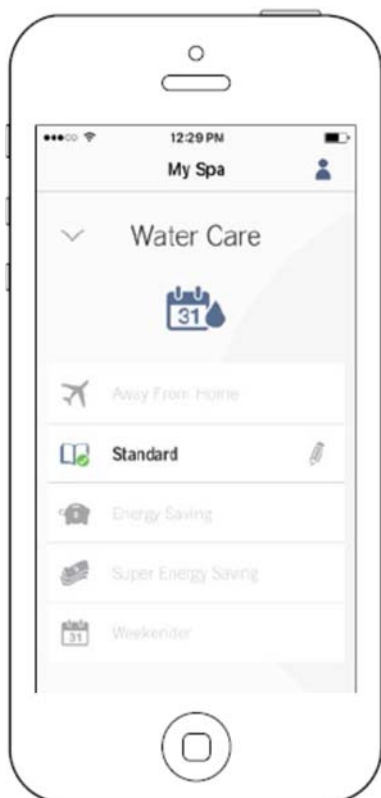 12:29 PM
My Spa
Water Care
31
Away From Home
Standard
Energy Saving
Super Energy Saving
31
Weekender